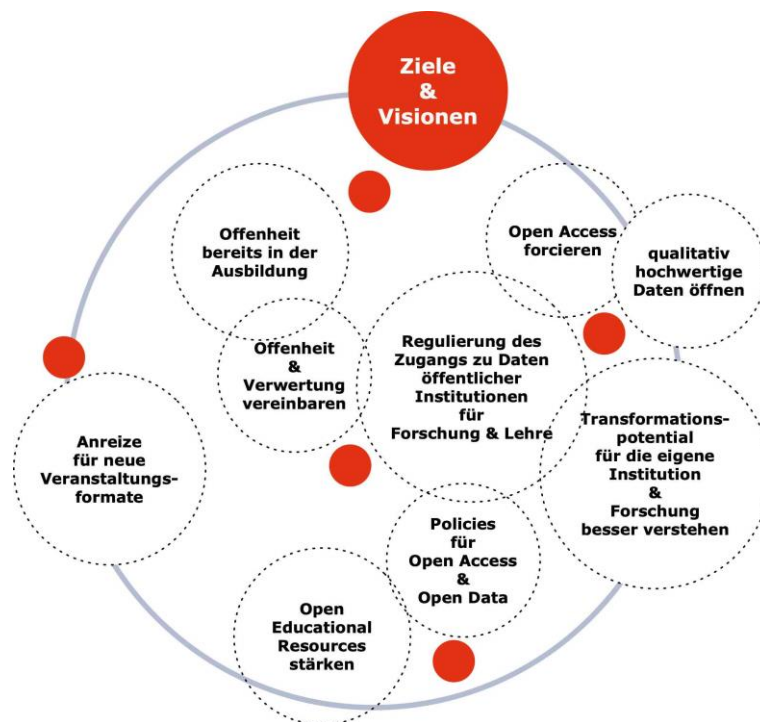 Ziele
&
Visionen
Offenheit
bereits in der
Ausbildung
Open Access
forcieren
qualitativ
hochwertige
Daten öffnen
Offenheit
&
Verwertung
vereinbaren
Regulierung des
Zugangs zu Daten
öffentlicher
Institutionen
für
Forschung & Lehre
Anreize
für neue
Veranstaltungs-
formate
Transformations-
potential
für die eigene
Institution
&
Forschung
besser verstehen
Policies
für
Open Access
&
Open Data
Open
Educational
Resources
stärken